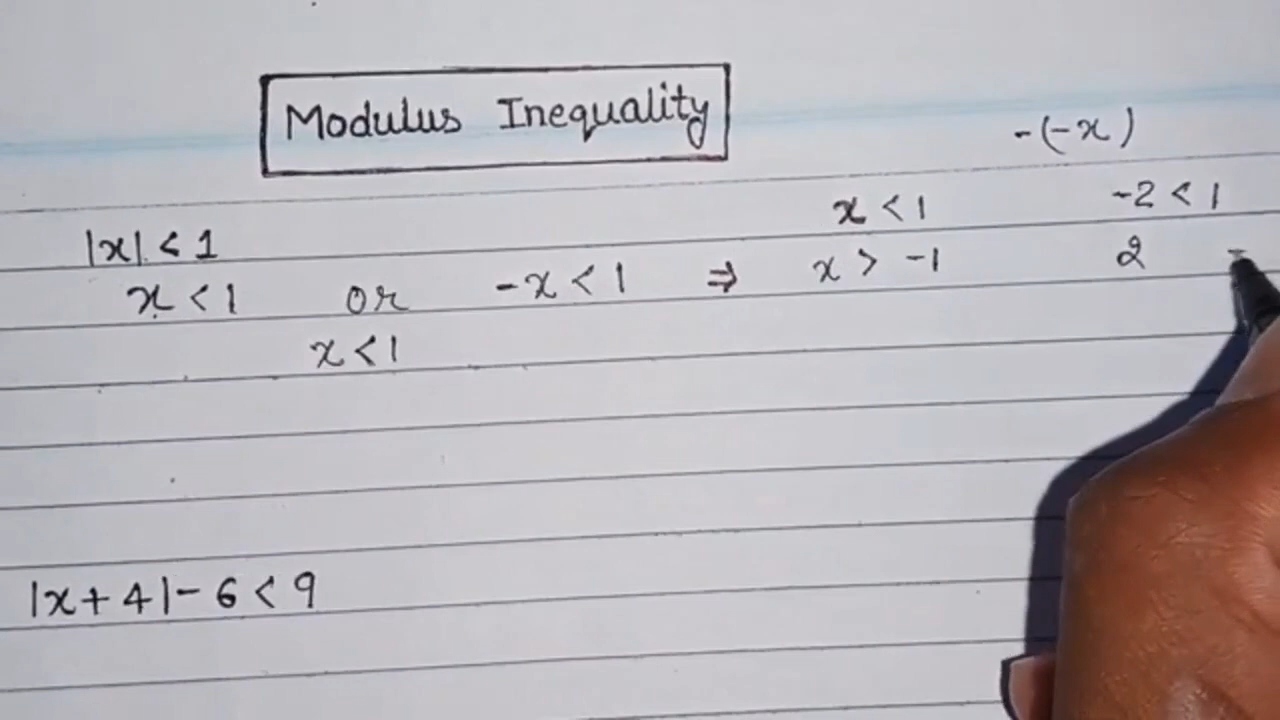 Modulus Inequality
-(-x)
x < 1 -2 < 1
|x| < 1
x < 1 or -x < 1 ⇒ x > -1 2 -
x < 1
|x + 4| - 6 < 9